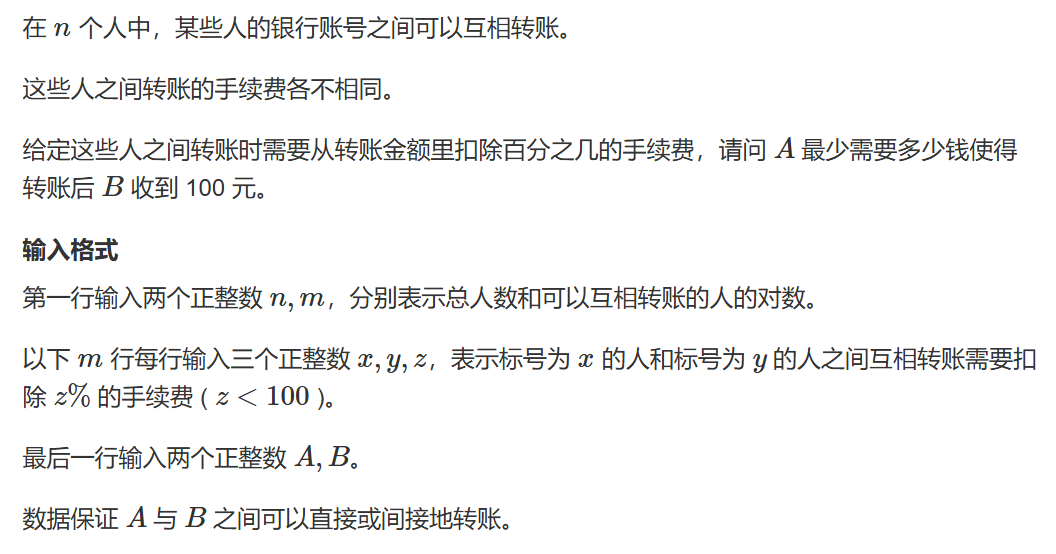 在 n 个人中，某些人的银行账号之间可以互相转账。
这些人之间转账的手续费各不相同。
给定这些人之间转账时需要从转账金额里扣除百分之几的手续费，请问 A 最少需要多少钱使得
转账后 B 收到 100 元。
输入格式
第一行输入两个正整数 n, m，分别表示总人数和可以互相转账的人的对数。
以下 m 行每行输入三个正整数 x, y, z，表示标号为 x 的人和标号为 y 的人之间互相转账需要扣
除 z% 的手续费 ( z < 100 )。
最后一行输入两个正整数 A, B。
数据保证 A 与 B 之间可以直接或间接地转账。